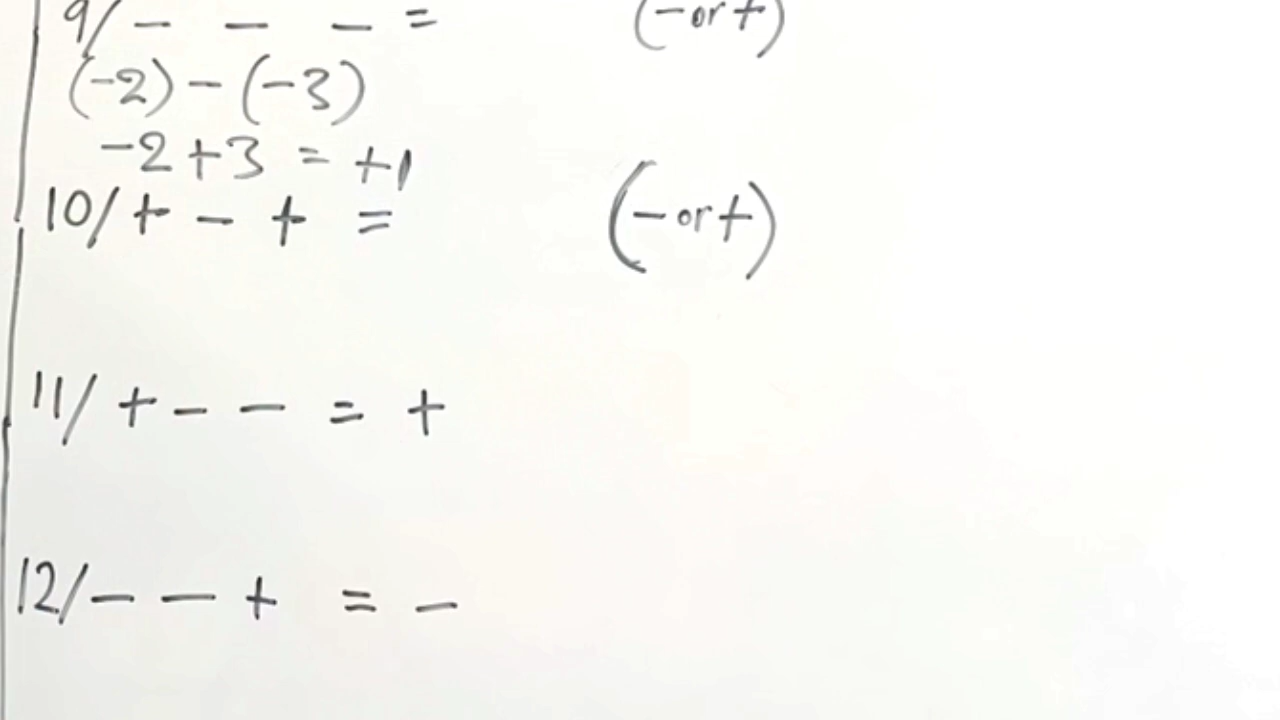 9/ - - - = (- or +)
(-2) - (-3)
-2 + 3 = +1
10/ + - + = (- or +)
11/ + - - = +
12/ - - + = -